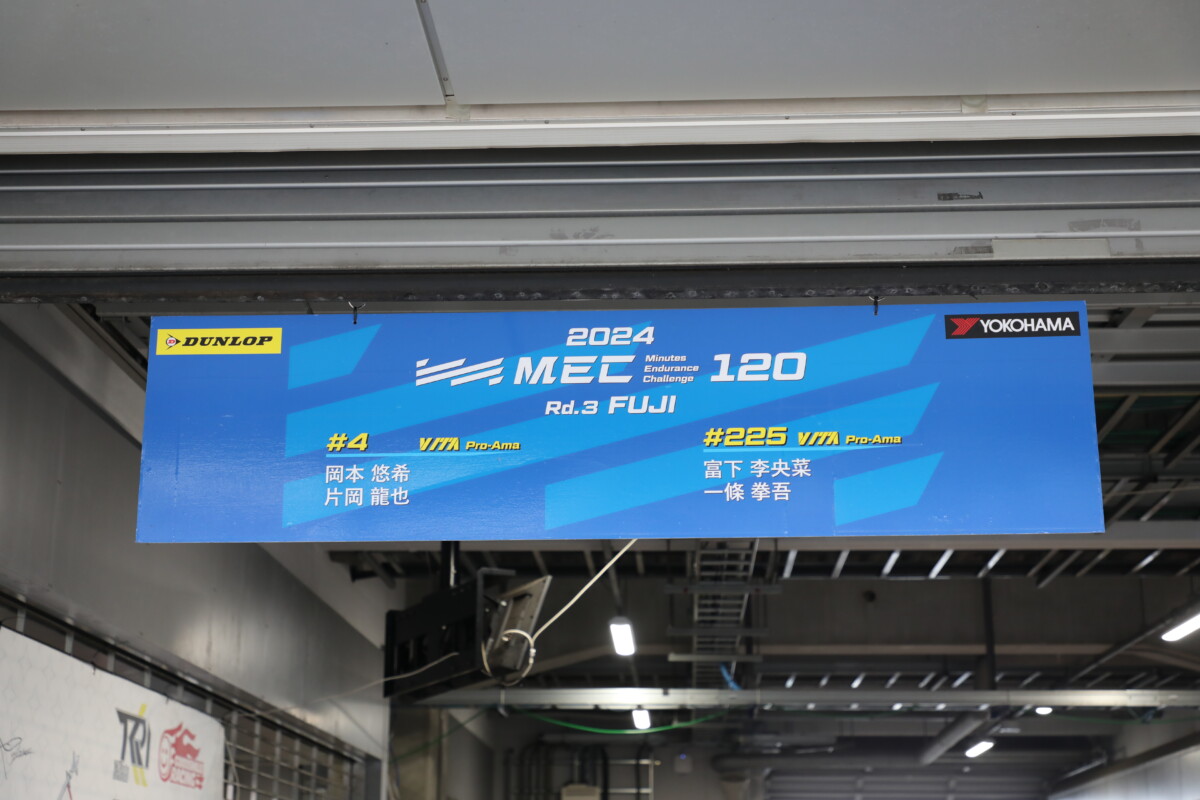 DUNLOP
YOKOHAMA
2024
MEC Minutes Endurance Challenge 120
Rd.3 FUJI
#4 VITA Pro-Ama
岡本 悠希
片岡 龍也
#225 VITA Pro-Ama
富下 李央菜
一條 拳吾
TRI